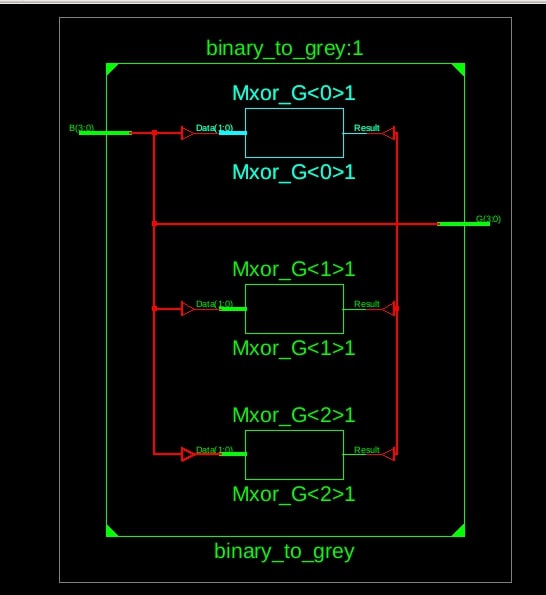 binary_to_grey:1
Mxor_G<0>1
B(3:0)
Data(1:0)
Result
Mxor_G<0>1
G(3:0)
Mxor_G<1>1
Data(1:0)
Result
Mxor_G<1>1
Mxor_G<2>1
Data(1:0)
Result
Mxor_G<2>1
binary_to_grey